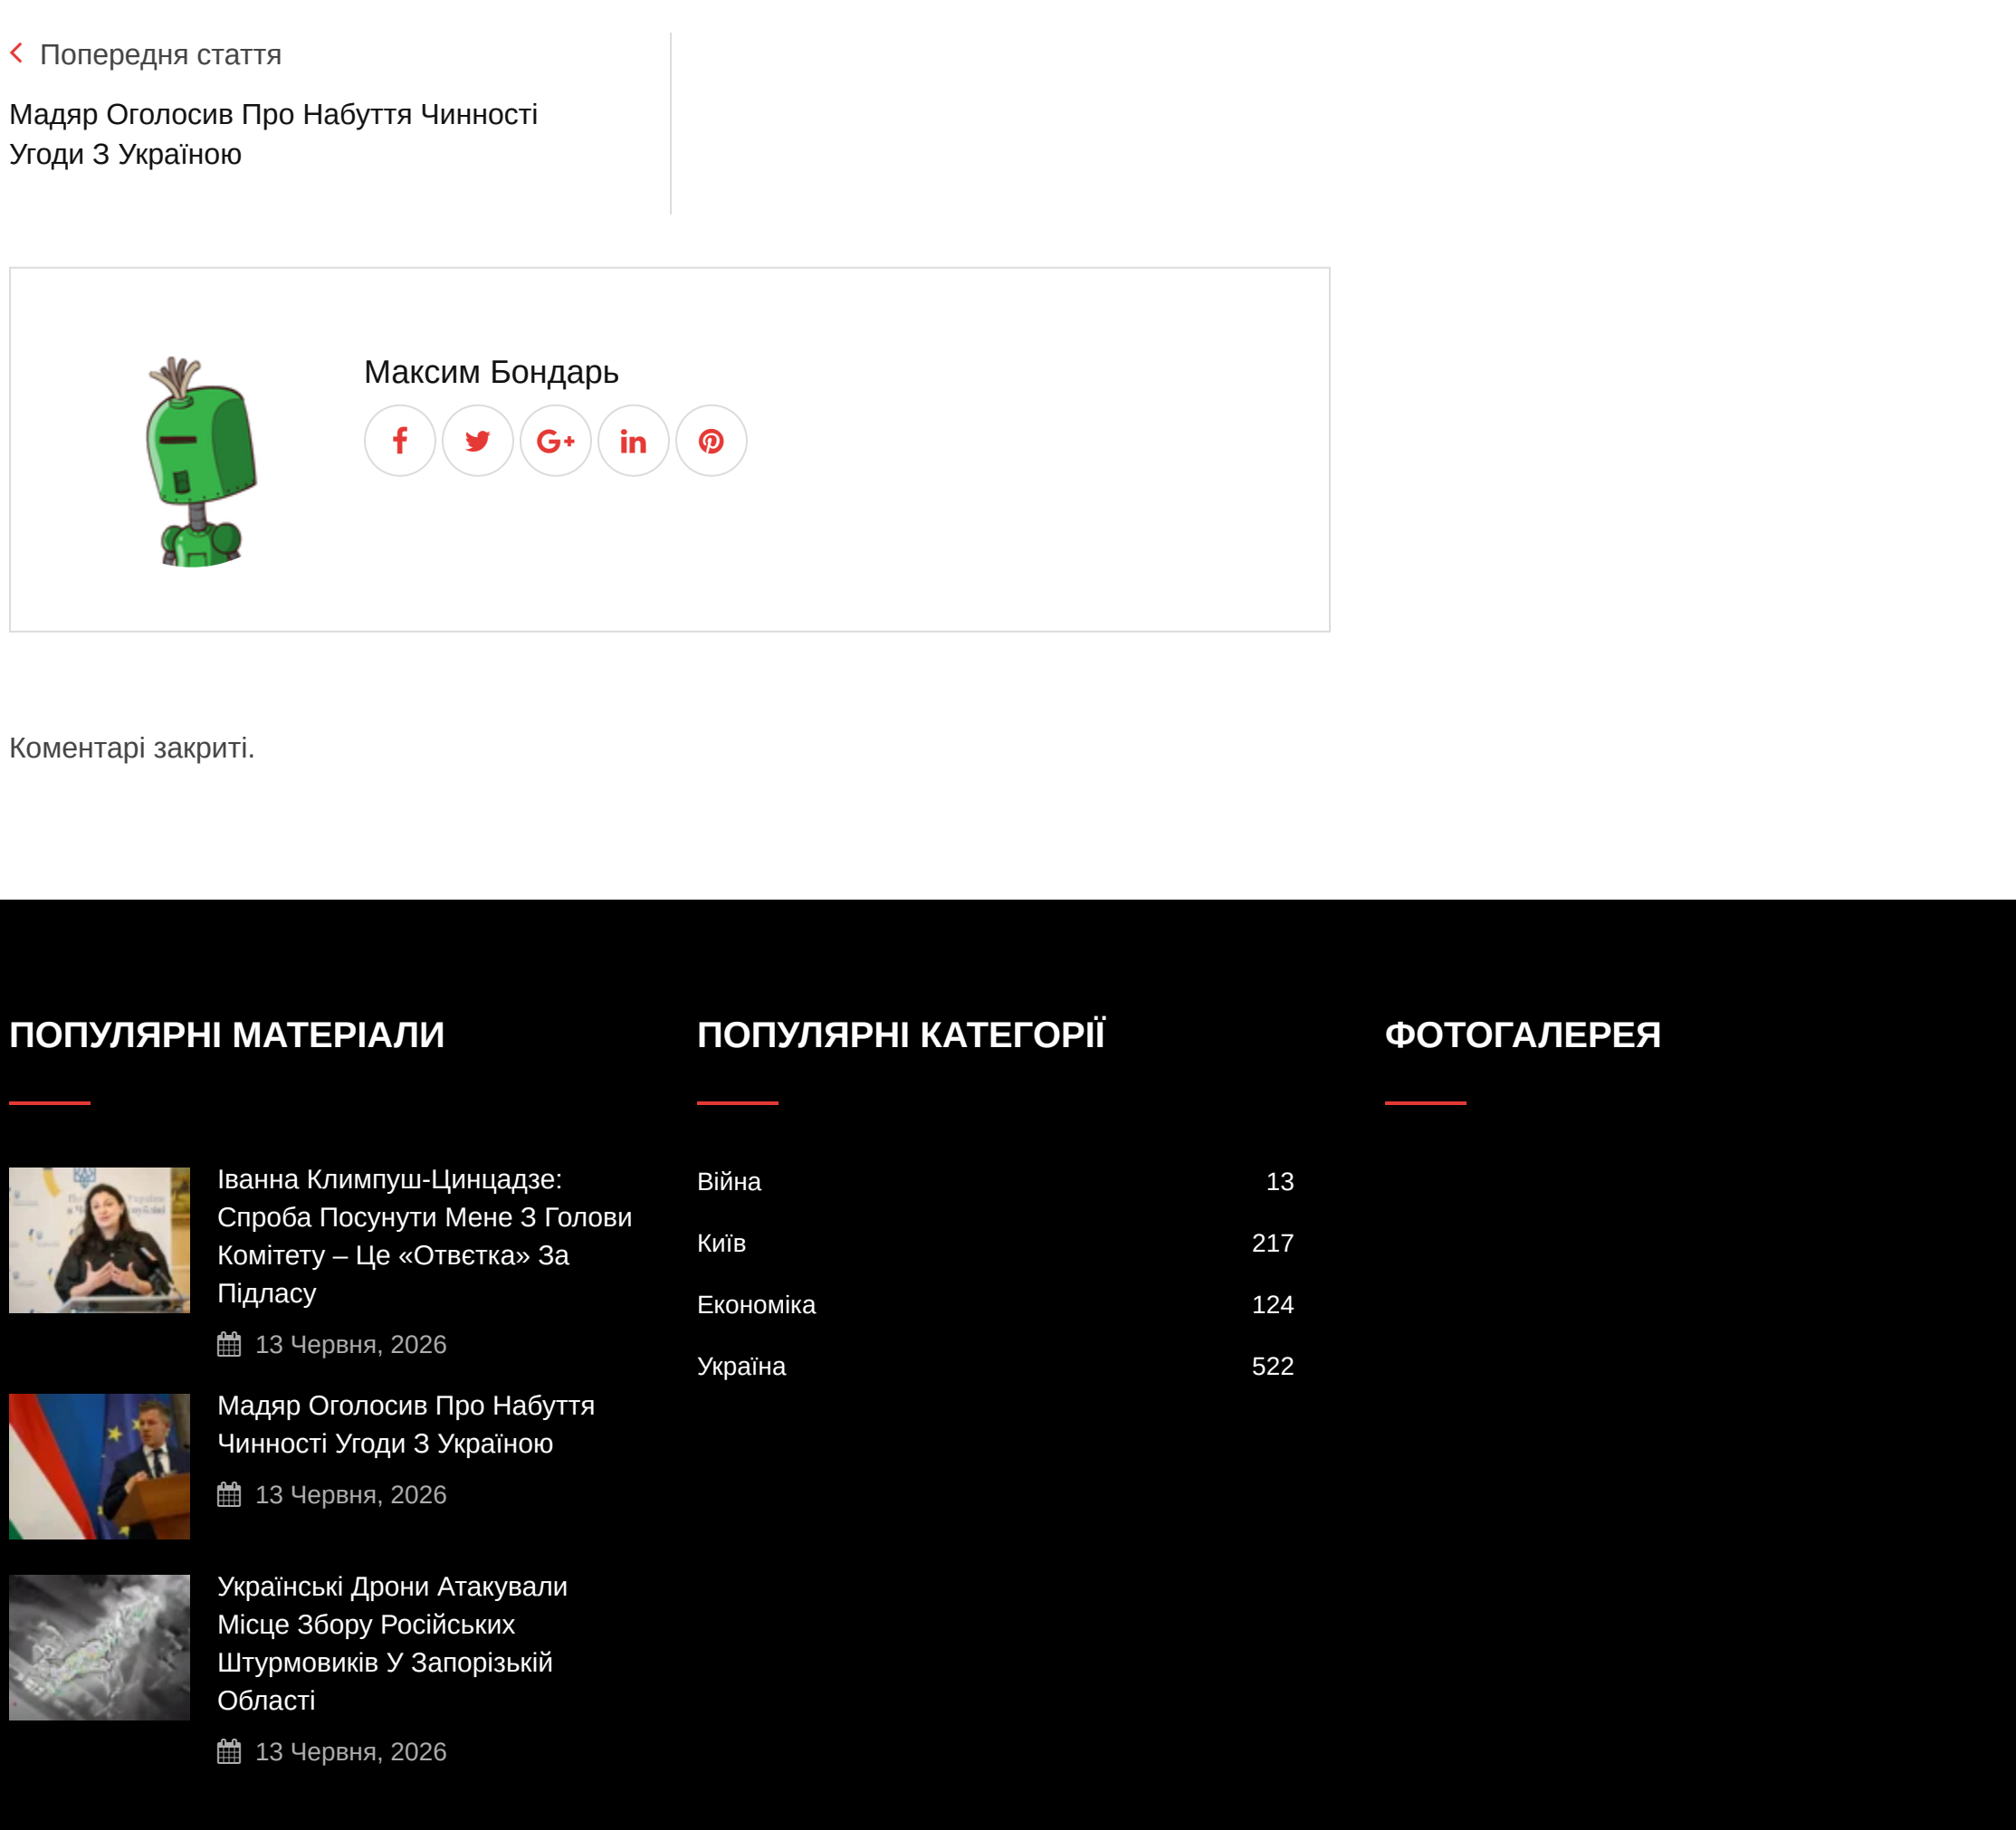 Попередня стаття
Мадяр Оголосив Про Набуття Чинності
Угоди З Україною
Максим Бондарь
Коментарі закриті.
ПОПУЛЯРНІ МАТЕРІАЛИ
Іванна Климпуш-Цинцадзе:
Спроба Посунути Мене З Голови
Комітету – Це «Отвєтка» За
Підласу
13 Червня, 2026
Мадяр Оголосив Про Набуття
Чинності Угоди З Україною
13 Червня, 2026
Українські Дрони Атакували
Місце Збору Російських
Штурмовиків У Запорізькій
Області
13 Червня, 2026
ПОПУЛЯРНІ КАТЕГОРІЇ
Війна 13
Київ 217
Економіка 124
Україна 522
ФОТОГАЛЕРЕЯ